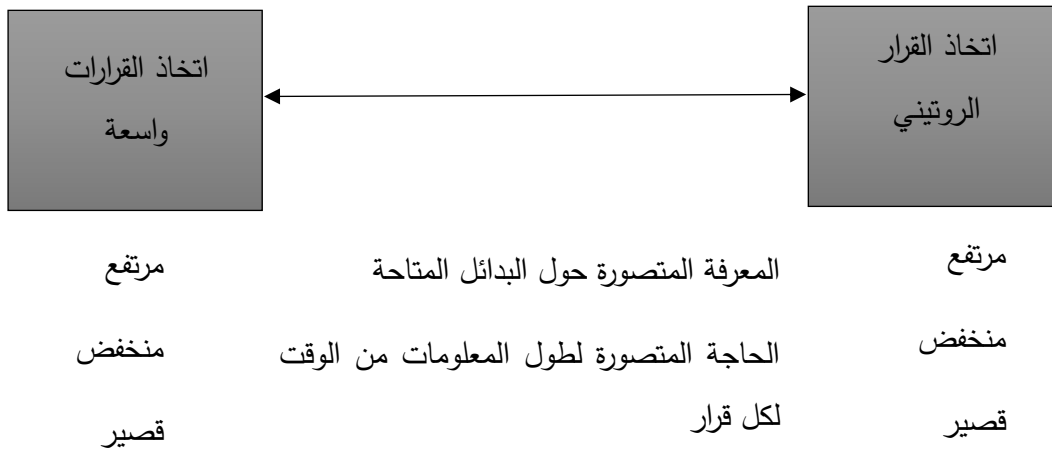 اتخاذ القرار
الروتيني
اتخاذ القرارات
واسعة
مرتفع
المعرفة المتصورة حول البدائل المتاحة
مرتفع
منخفض
الحاجة المتصورة لطول المعلومات من الوقت
منخفض
قصير
لكل قرار
قصير